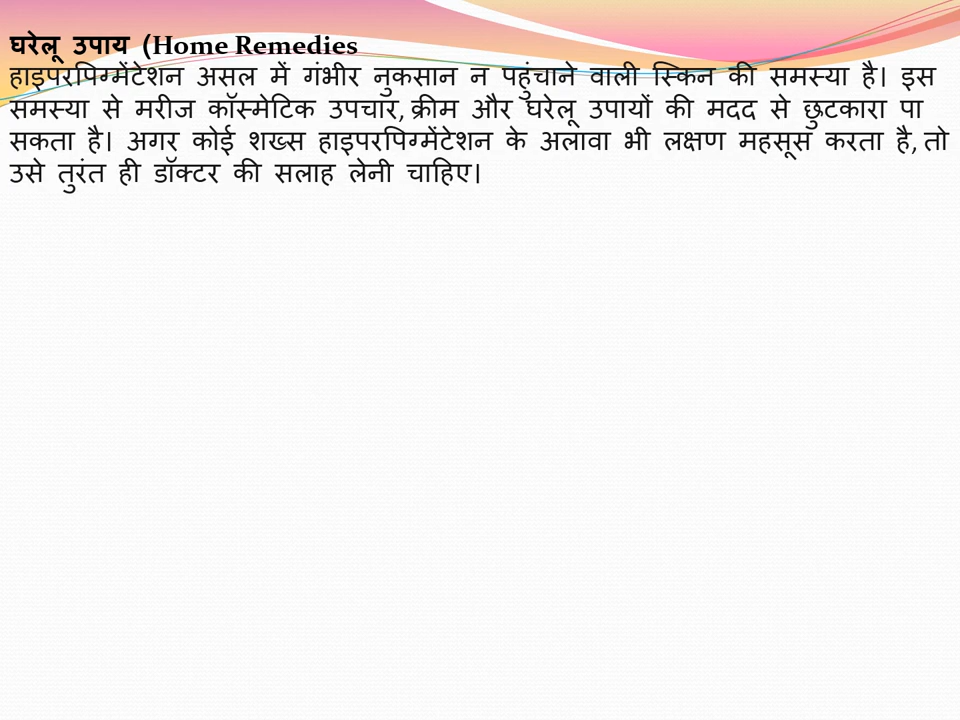 घरेलू उपाय (Home Remedies
हाइपरपिग्मेंटेशन असल में गंभीर नुकसान न पहुंचाने वाली स्किन की समस्या है। इस
समस्या से मरीज कॉस्मेटिक उपचार, क्रीम और घरेलू उपायों की मदद से छुटकारा पा
सकता है। अगर कोई शख्स हाइपरपिग्मेंटेशन के अलावा भी लक्षण महसूस करता है, तो
उसे तुरंत ही डॉक्टर की सलाह लेनी चाहिए।